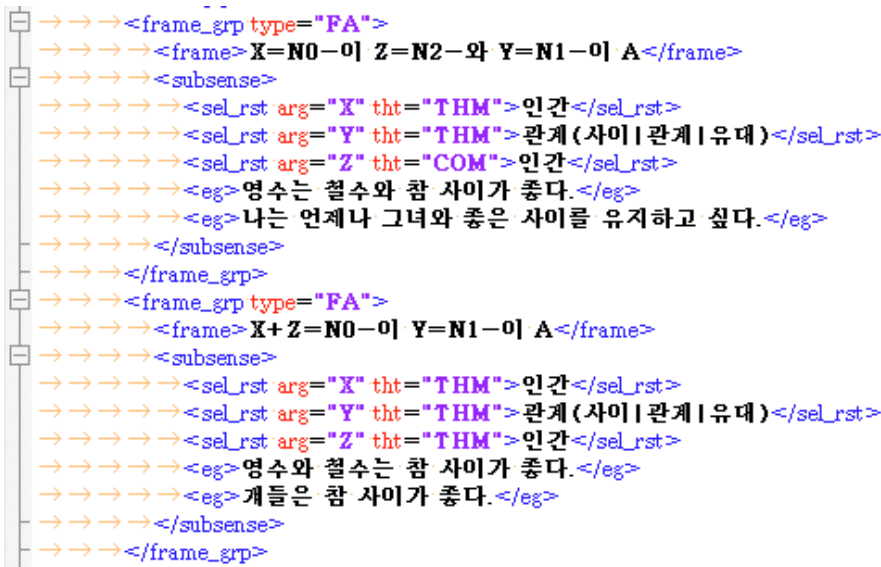 →→→<frame_grp type="FA">
→→→→<frame>X=N0-이 Z=N2-와 Y=N1-이 A</frame>
→→→→<subsense>
→→→→→<sel_rst arg="X" tht="THM">인간</sel_rst>
→→→→→<sel_rst arg="Y" tht="THM">관계(사이|관계|유대)</sel_rst>
→→→→→<sel_rst arg="Z" tht="COM">인간</sel_rst>
→→→→→<eg>영수는 철수와 참 사이가 좋다.</eg>
→→→→→<eg>나는 언제나 그녀와 좋은 사이를 유지하고 싶다.</eg>
→→→→</subsense>
→→→</frame_grp>
→→→<frame_grp type="FA">
→→→→<frame>X+Z=N0-이 Y=N1-이 A</frame>
→→→→<subsense>
→→→→→<sel_rst arg="X" tht="THM">인간</sel_rst>
→→→→→<sel_rst arg="Y" tht="THM">관계(사이|관계|유대)</sel_rst>
→→→→→<sel_rst arg="Z" tht="THM">인간</sel_rst>
→→→→→<eg>영수와 철수는 참 사이가 좋다.</eg>
→→→→→<eg>걔들은 참 사이가 좋다.</eg>
→→→→</subsense>
→→→</frame_grp>